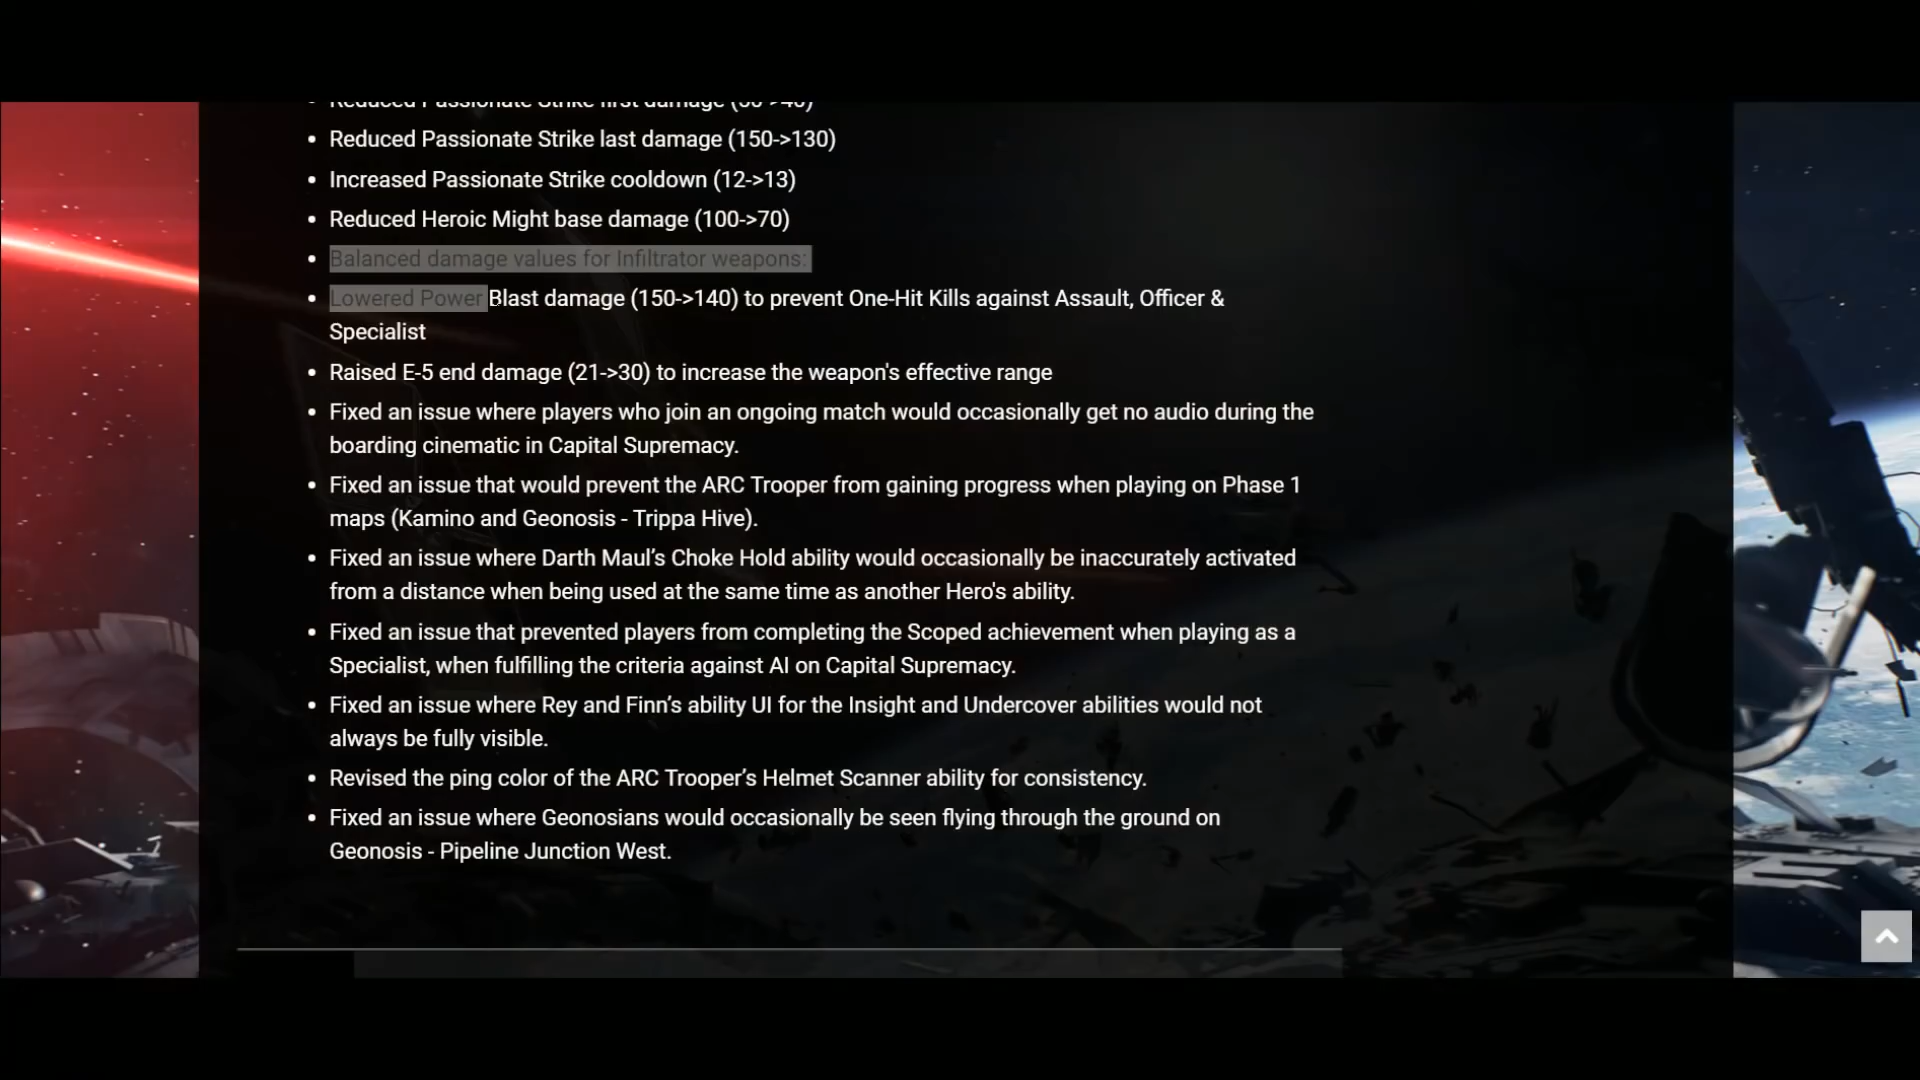 Reduced Passionate Strike first damage (50->40)
• Reduced Passionate Strike last damage (150->130)
• Increased Passionate Strike cooldown (12->13)
• Reduced Heroic Might base damage (100->70)
• Balanced damage values for Infiltrator weapons:
• Lowered Power Blast damage (150->140) to prevent One-Hit Kills against Assault, Officer &
Specialist
• Raised E-5 end damage (21->30) to increase the weapon's effective range
• Fixed an issue where players who join an ongoing match would occasionally get no audio during the
boarding cinematic in Capital Supremacy.
• Fixed an issue that would prevent the ARC Trooper from gaining progress when playing on Phase 1
maps (Kamino and Geonosis - Trippa Hive).
• Fixed an issue where Darth Maul’s Choke Hold ability would occasionally be inaccurately activated
from a distance when being used at the same time as another Hero's ability.
• Fixed an issue that prevented players from completing the Scoped achievement when playing as a
Specialist, when fulfilling the criteria against AI on Capital Supremacy.
• Fixed an issue where Rey and Finn’s ability UI for the Insight and Undercover abilities would not
always be fully visible.
• Revised the ping color of the ARC Trooper’s Helmet Scanner ability for consistency.
• Fixed an issue where Geonosians would occasionally be seen flying through the ground on
Geonosis - Pipeline Junction West.